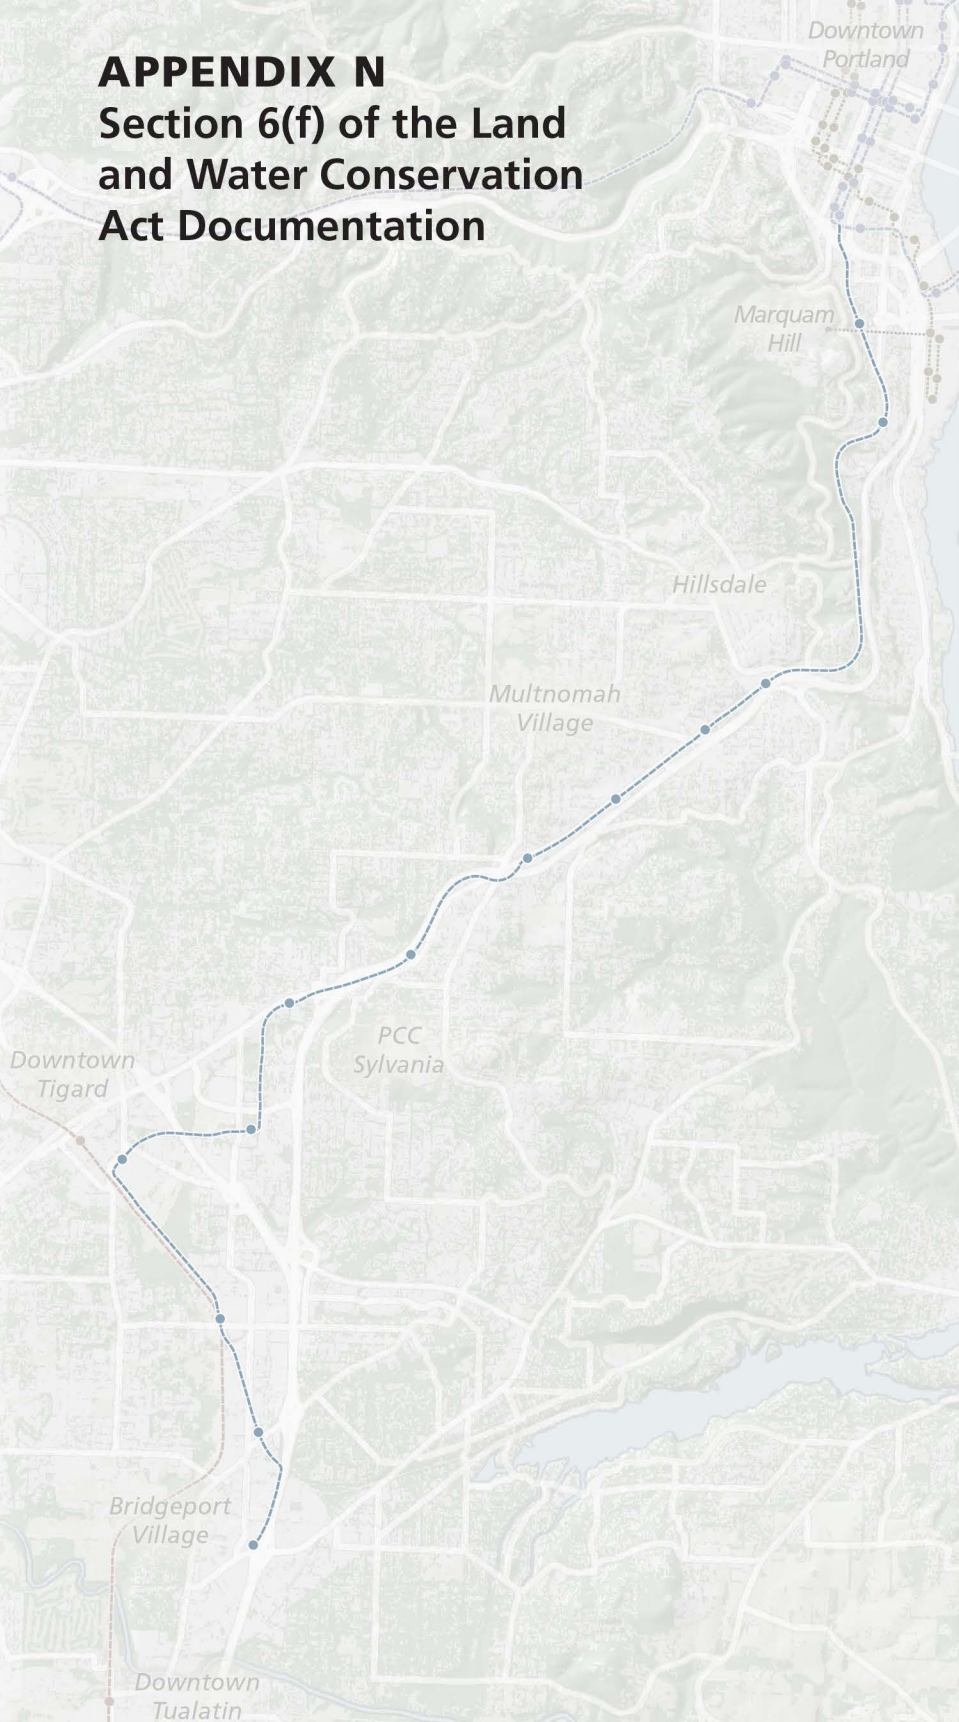 APPENDIX N
Section 6(f) of the Land
and Water Conservation
Act Documentation
Downtown
Portland
Marquam
Hill
Hillsdale
Multnomah
Village
PCC
Sylvania
Downtown
Tigard
Bridgeport
Village
Downtown
Tualatin